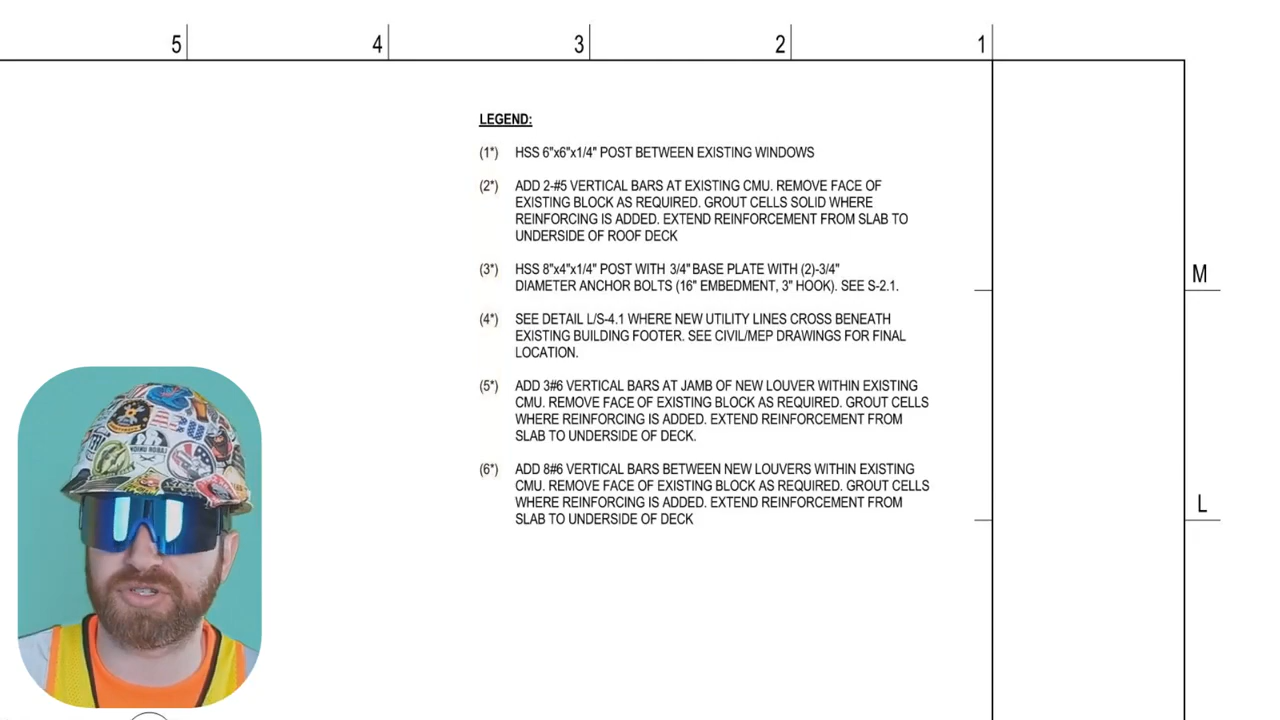 5 4 3 2 1
LEGEND:
(1*) HSS 6"x6"x1/4" POST BETWEEN EXISTING WINDOWS
(2*) ADD 2-#5 VERTICAL BARS AT EXISTING CMU. REMOVE FACE OF
EXISTING BLOCK AS REQUIRED. GROUT CELLS SOLID WHERE
REINFORCING IS ADDED. EXTEND REINFORCEMENT FROM SLAB TO
UNDERSIDE OF ROOF DECK
(3*) HSS 8"x4"x1/4" POST WITH 3/4" BASE PLATE WITH (2)-3/4"
DIAMETER ANCHOR BOLTS (16" EMBEDMENT, 3" HOOK). SEE S-2.1.
M
(4*) SEE DETAIL L/S-4.1 WHERE NEW UTILITY LINES CROSS BENEATH
EXISTING BUILDING FOOTER. SEE CIVIL/MEP DRAWINGS FOR FINAL
LOCATION.
(5*) ADD 3#6 VERTICAL BARS AT JAMB OF NEW LOUVER WITHIN EXISTING
CMU. REMOVE FACE OF EXISTING BLOCK AS REQUIRED. GROUT CELLS
WHERE REINFORCING IS ADDED. EXTEND REINFORCEMENT FROM
SLAB TO UNDERSIDE OF DECK.
(6*) ADD 8#6 VERTICAL BARS BETWEEN NEW LOUVERS WITHIN EXISTING
CMU. REMOVE FACE OF EXISTING BLOCK AS REQUIRED. GROUT CELLS
WHERE REINFORCING IS ADDED. EXTEND REINFORCEMENT FROM
SLAB TO UNDERSIDE OF DECK
L